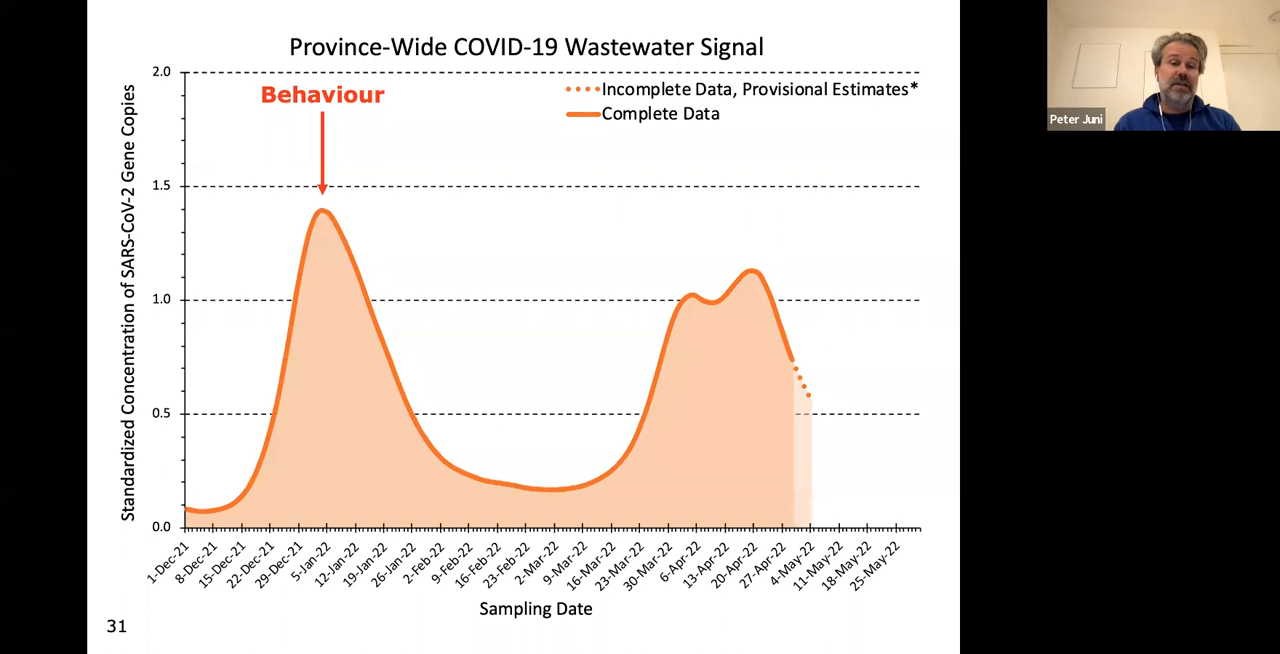 Province-Wide COVID-19 Wastewater Signal
2.0
Behaviour
Incomplete Data, Provisional Estimates*
Complete Data
1.5
1.0
0.5
0.0
Standardized Concentration of SARS-CoV-2 Gene Copies
1-Dec-21
8-Dec-21
15-Dec-21
22-Dec-21
29-Dec-21
5-Jan-22
12-Jan-22
19-Jan-22
26-Jan-22
2-Feb-22
9-Feb-22
16-Feb-22
23-Feb-22
2-Mar-22
9-Mar-22
16-Mar-22
23-Mar-22
30-Mar-22
6-Apr-22
13-Apr-22
20-Apr-22
27-Apr-22
4-May-22
11-May-22
18-May-22
25-May-22
Sampling Date
31
Peter Juni